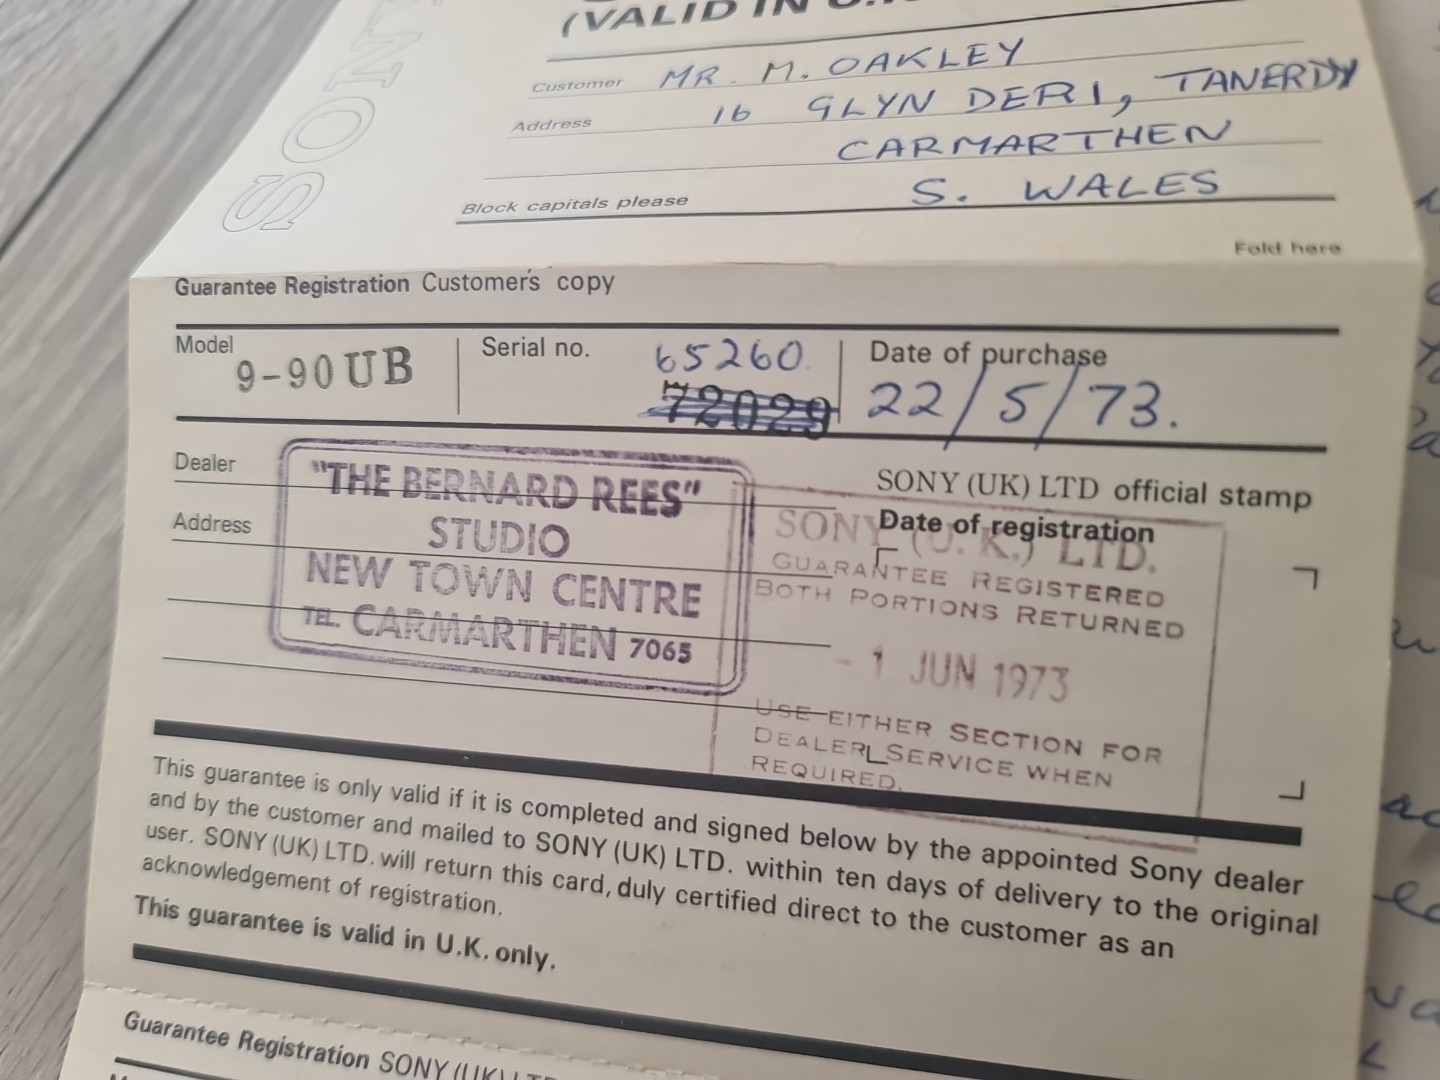 SONY
(VALID IN U.K.
Customer MR. M. OAKLEY
Address 16 GLYN DERI, TANERDY
CARMARTHEN
Block capitals please S. WALES
Fold here
Guarantee Registration Customer's copy
Model 9-90UB Serial no. 65260. Date of purchase
72029 22/5/73.
Dealer "THE BERNARD REES" SONY (UK) LTD official stamp
Address STUDIO Date of registration
NEW TOWN CENTRE
TEL. CARMARTHEN 7065
SONY (U.K.) LTD.
GUARANTEE REGISTERED
BOTH PORTIONS RETURNED
- 1 JUN 1973
USE EITHER SECTION FOR
DEALER SERVICE WHEN
REQUIRED.
This guarantee is only valid if it is completed and signed below by the appointed Sony dealer
and by the customer and mailed to SONY (UK) LTD. within ten days of delivery to the original
user. SONY (UK) LTD. will return this card, duly certified direct to the customer as an
acknowledgement of registration.
This guarantee is valid in U.K. only.
Guarantee Registration SONY (UK) LTD